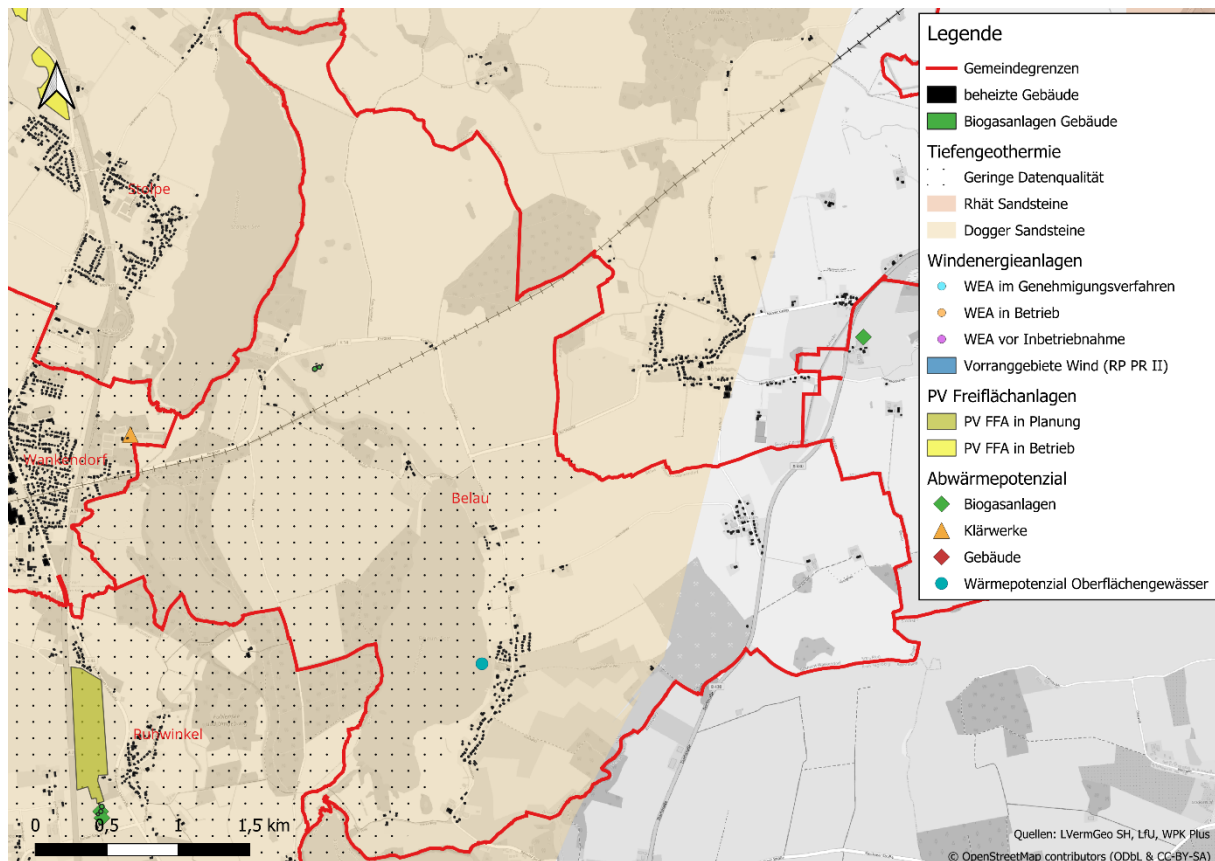 Legende
Gemeindegrenzen
beheizte Gebäude
Biogasanlagen Gebäude
Tiefengeothermie
Geringe Datenqualität
Rhät Sandsteine
Dogger Sandsteine
Windenergieanlagen
WEA im Genehmigungsverfahren
WEA in Betrieb
WEA vor Inbetriebnahme
Vorranggebiete Wind (RP PR II)
PV Freiflächanlagen
PV FFA in Planung
PV FFA in Betrieb
Abwärmepotenzial
Biogasanlagen
Klärwerke
Gebäude
Wärmepotenzial Oberflächengewässer
Stolpe
Wankendorf
Belau
Ruhwinkel
0 0,5 1 1,5 km
Quellen: LVermGeo SH, LfU, WPK Plus
© OpenStreetMap contributors (ODbL & CC-BY-SA)